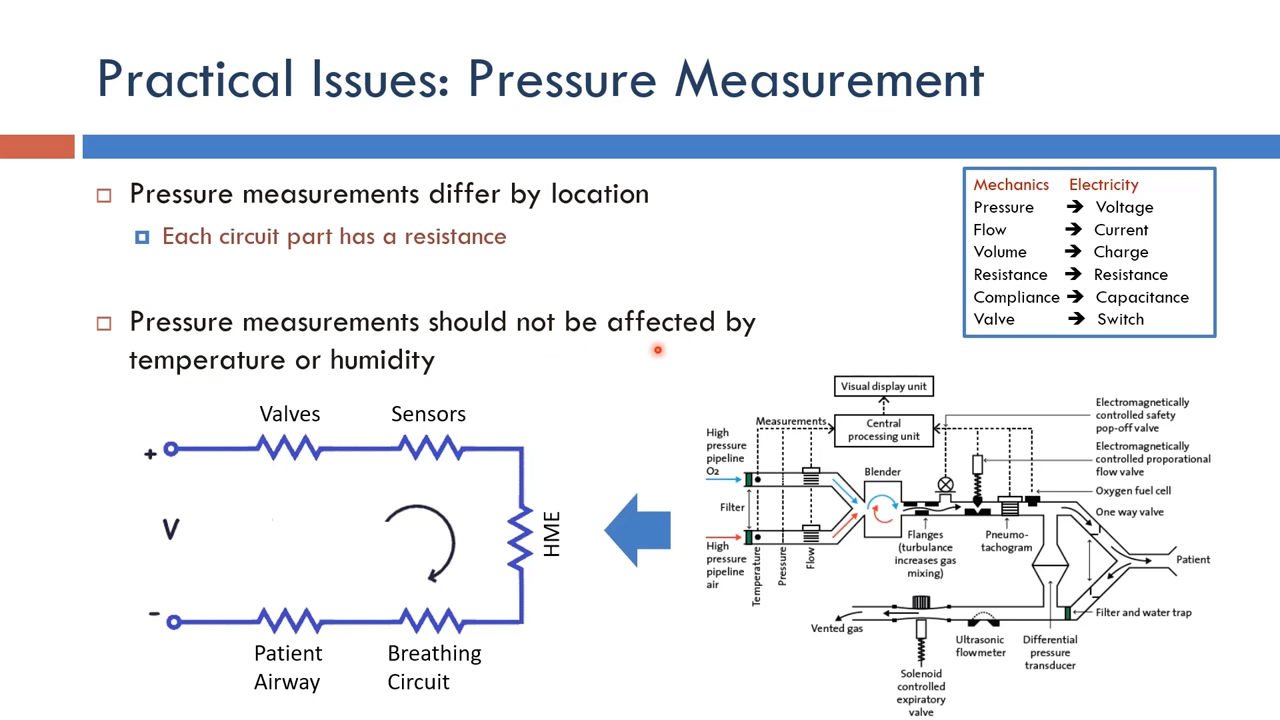 Practical Issues: Pressure Measurement
Pressure measurements differ by location
Each circuit part has a resistance
Pressure measurements should not be affected by
temperature or humidity
Mechanics Electricity
Pressure ➔ Voltage
Flow ➔ Current
Volume ➔ Charge
Resistance ➔ Resistance
Compliance ➔ Capacitance
Valve ➔ Switch
Valves
Sensors
+
V
-
HME
Patient
Airway
Breathing
Circuit
Visual display unit
Measurements
Central
processing unit
Electromagnetically
controlled safety
pop-off valve
Electromagnetically
controlled proporational
flow valve
Oxygen fuel cell
One way valve
High
pressure
pipeline
O2
Blender
Filter
High
pressure
pipeline
air
Temperature
Pressure
Flow
Flanges
(turbulance
increases gas
mixing)
Pneumo-
tachogram
Patient
Filter and water trap
Vented gas
Ultrasonic
flowmeter
Differential
pressure
transducer
Solenoid
controlled
expiratory
valve